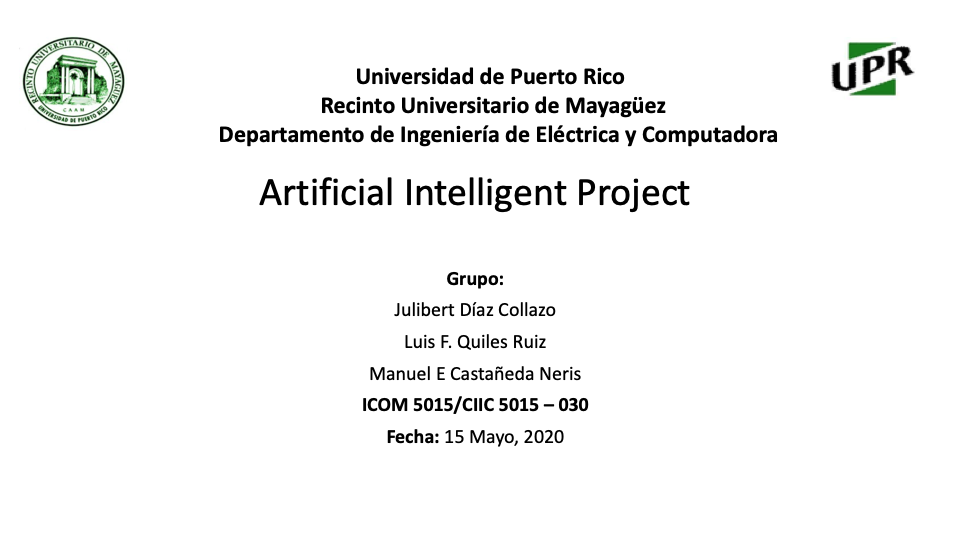 RECINTO UNIVERSITARIO DE MAYAGÜEZ
CAAM
UNIVERSIDAD DE PUERTO RICO
UPR
Universidad de Puerto Rico
Recinto Universitario de Mayagüez
Departamento de Ingeniería de Eléctrica y Computadora
Artificial Intelligent Project
Grupo:
Julibert Díaz Collazo
Luis F. Quiles Ruiz
Manuel E Castañeda Neris
ICOM 5015/CIIC 5015 – 030
Fecha: 15 Mayo, 2020